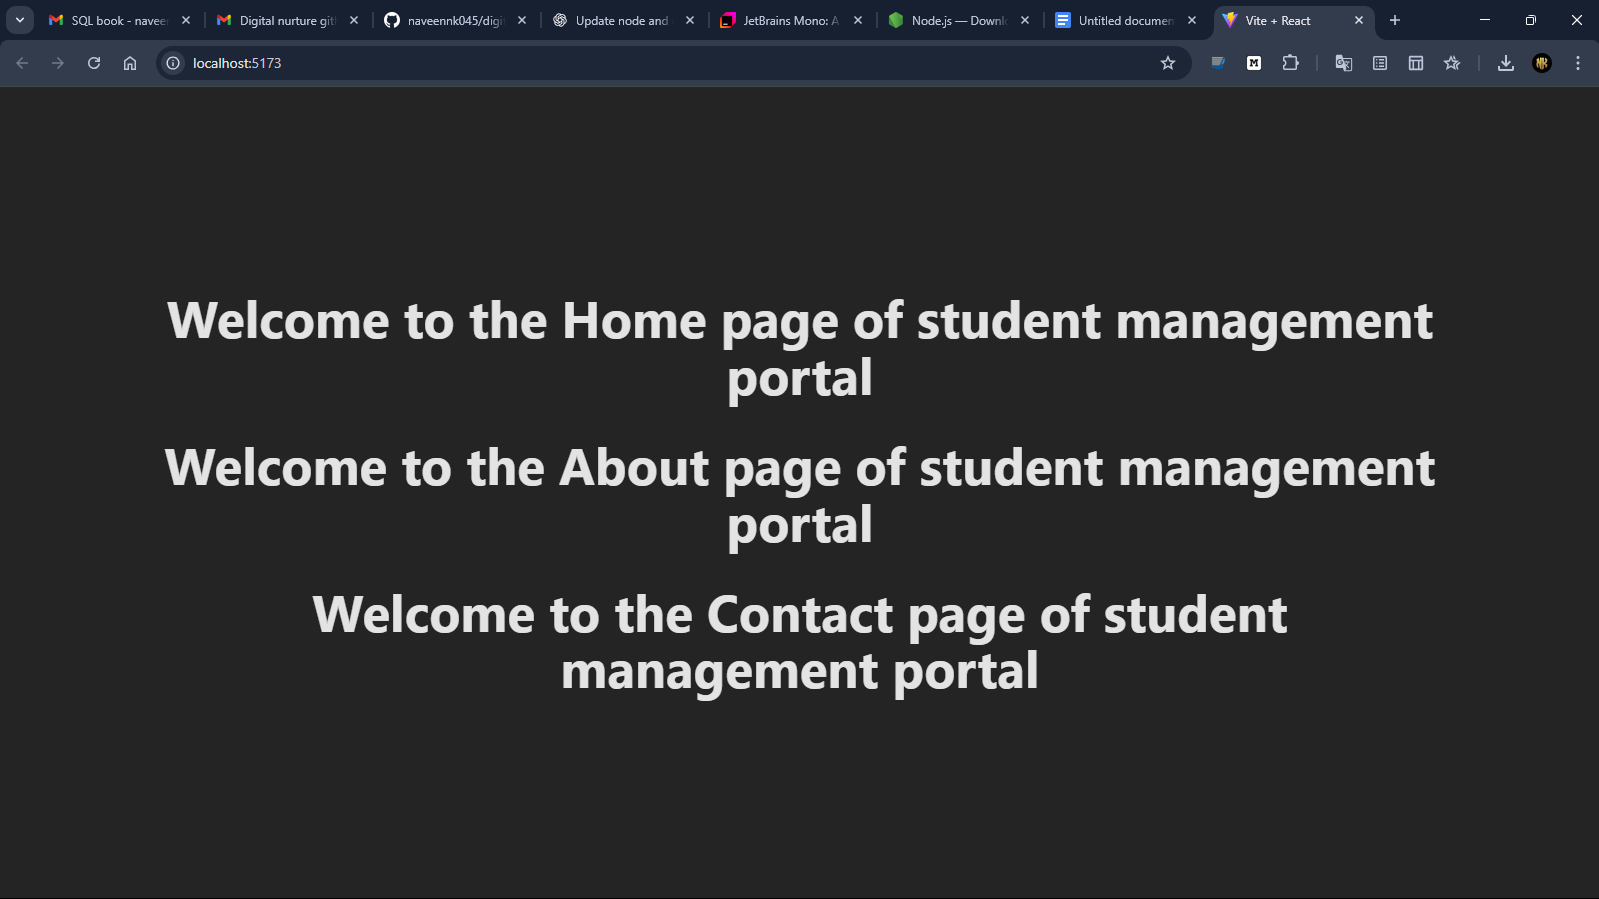 SQL book - naveen
Digital nurture git
naveennk045/digi
Update node and
JetBrains Mono: A
Node.js — Downl
Untitled documen
Vite + React
localhost:5173
Welcome to the Home page of student management
portal
Welcome to the About page of student management
portal
Welcome to the Contact page of student
management portal